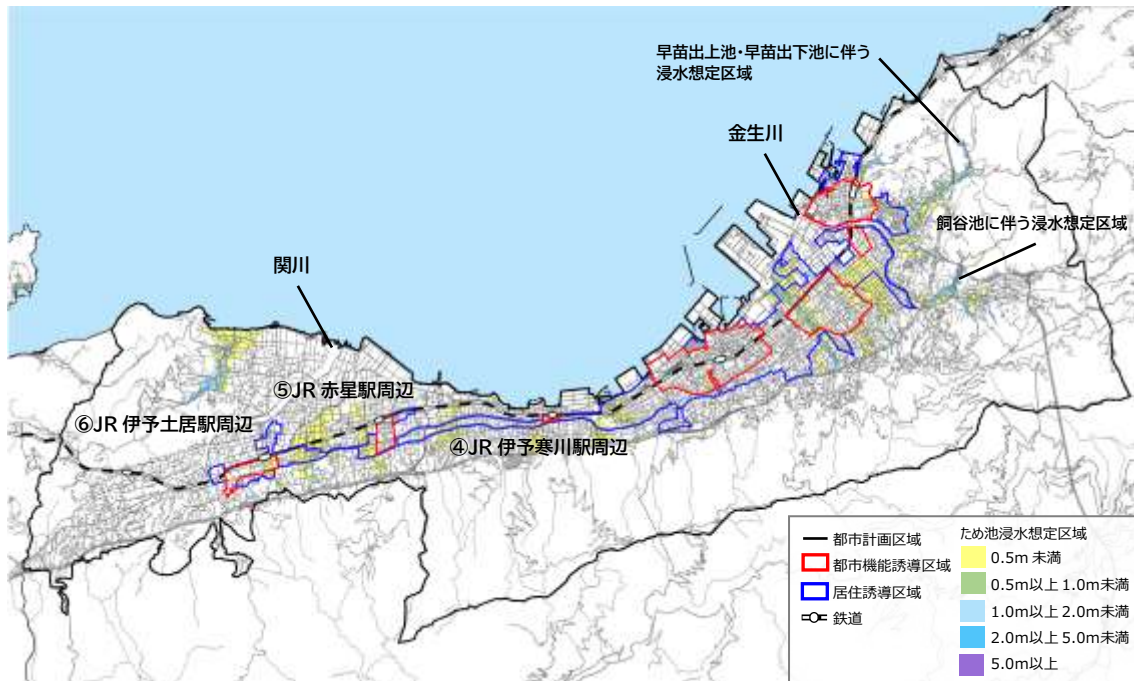 早苗出上池・早苗出下池に伴う
浸水想定区域
金生川
飼谷池に伴う浸水想定区域
関川
⑤JR 赤星駅周辺
⑥JR 伊予土居駅周辺
④JR 伊予寒川駅周辺
都市計画区域
都市機能誘導区域
居住誘導区域
鉄道
ため池浸水想定区域
0.5m 未満
0.5m以上 1.0m未満
1.0m以上 2.0m未満
2.0m以上 5.0m未満
5.0m以上